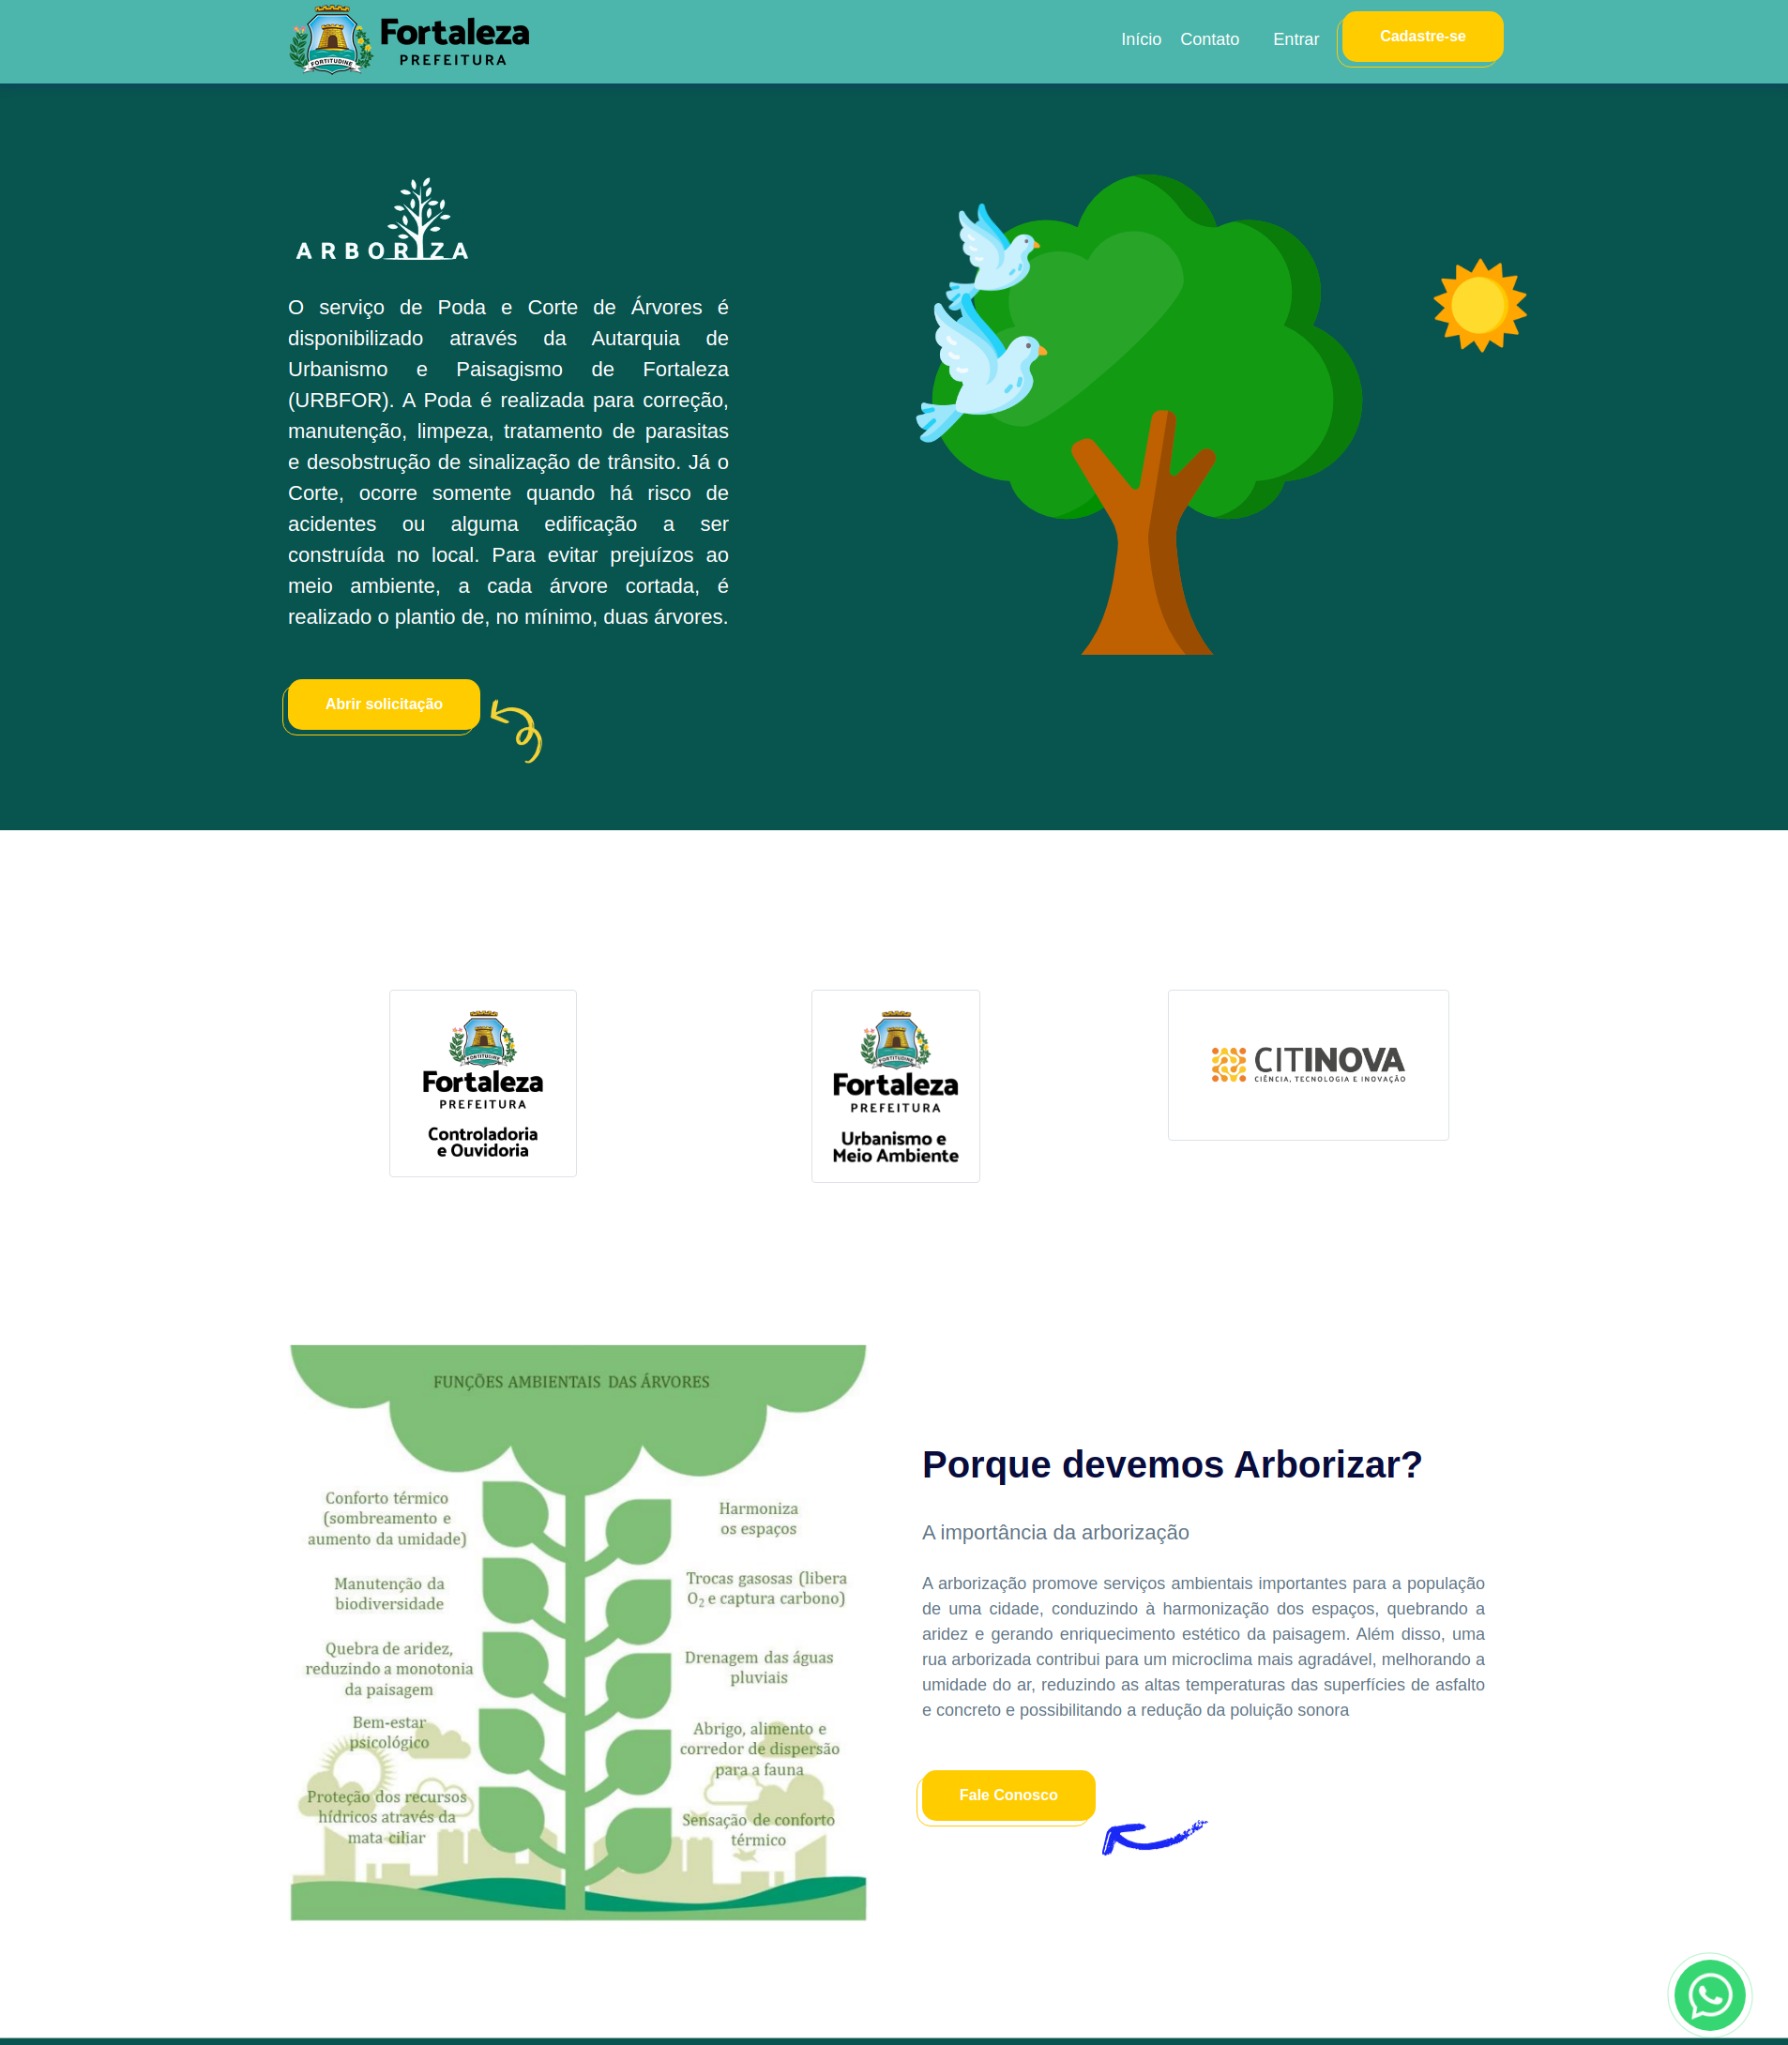 FORTITUDINE
Fortaleza
PREFEITURA
Início
Contato
Entrar
Cadastre-se
ARBORIZA
O serviço de Poda e Corte de Árvores é
disponibilizado através da Autarquia de
Urbanismo e Paisagismo de Fortaleza
(URBFOR). A Poda é realizada para correção,
manutenção, limpeza, tratamento de parasitas
e desobstrução de sinalização de trânsito. Já o
Corte, ocorre somente quando há risco de
acidentes ou alguma edificação a ser
construída no local. Para evitar prejuízos ao
meio ambiente, a cada árvore cortada, é
realizado o plantio de, no mínimo, duas árvores.
Abrir solicitação
FORTITUDINE
Fortaleza
PREFEITURA
Controladoria
e Ouvidoria
FORTITUDINE
Fortaleza
PREFEITURA
Urbanismo e
Meio Ambiente
CITINOVA
CIÊNCIA, TECNOLOGIA E INOVAÇÃO
FUNÇÕES AMBIENTAIS DAS ÁRVORES
Conforto térmico
(sombreamento e
aumento da umidade)
Manutenção da
biodiversidade
Quebra de aridez,
reduzindo a monotonia
da paisagem
Bem-estar
psicológico
Proteção dos recursos
hídricos através da
mata ciliar
Harmoniza
os espaços
Trocas gasosas (libera
O₂ e captura carbono)
Drenagem das águas
pluviais
Abrigo, alimento e
corredor de dispersão
para a fauna
Sensação de conforto
térmico
Porque devemos Arborizar?
A importância da arborização
A arborização promove serviços ambientais importantes para a população
de uma cidade, conduzindo à harmonização dos espaços, quebrando a
aridez e gerando enriquecimento estético da paisagem. Além disso, uma
rua arborizada contribui para um microclima mais agradável, melhorando a
umidade do ar, reduzindo as altas temperaturas das superfícies de asfalto
e concreto e possibilitando a redução da poluição sonora
Fale Conosco